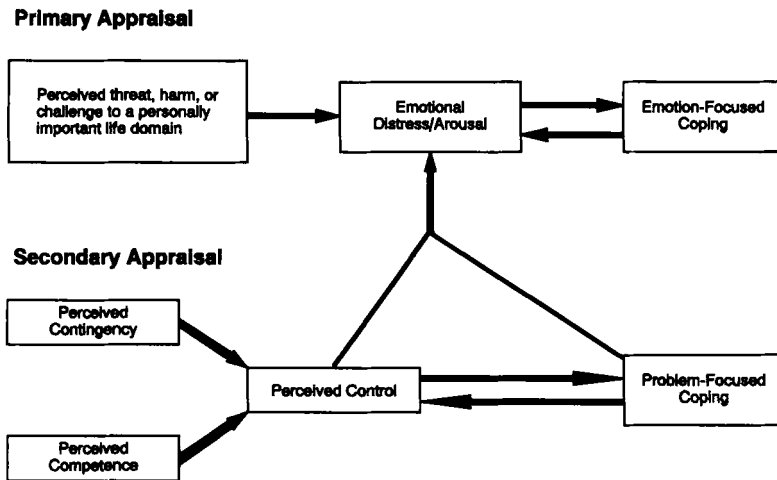 Primary Appraisal
Perceived threat, harm, or
challenge to a personally
important life domain
Emotional
Distress/Arousal
Emotion-Focused
Coping
Secondary Appraisal
Perceived
Contingency
Perceived Control
Problem-Focused
Coping
Perceived
Competence